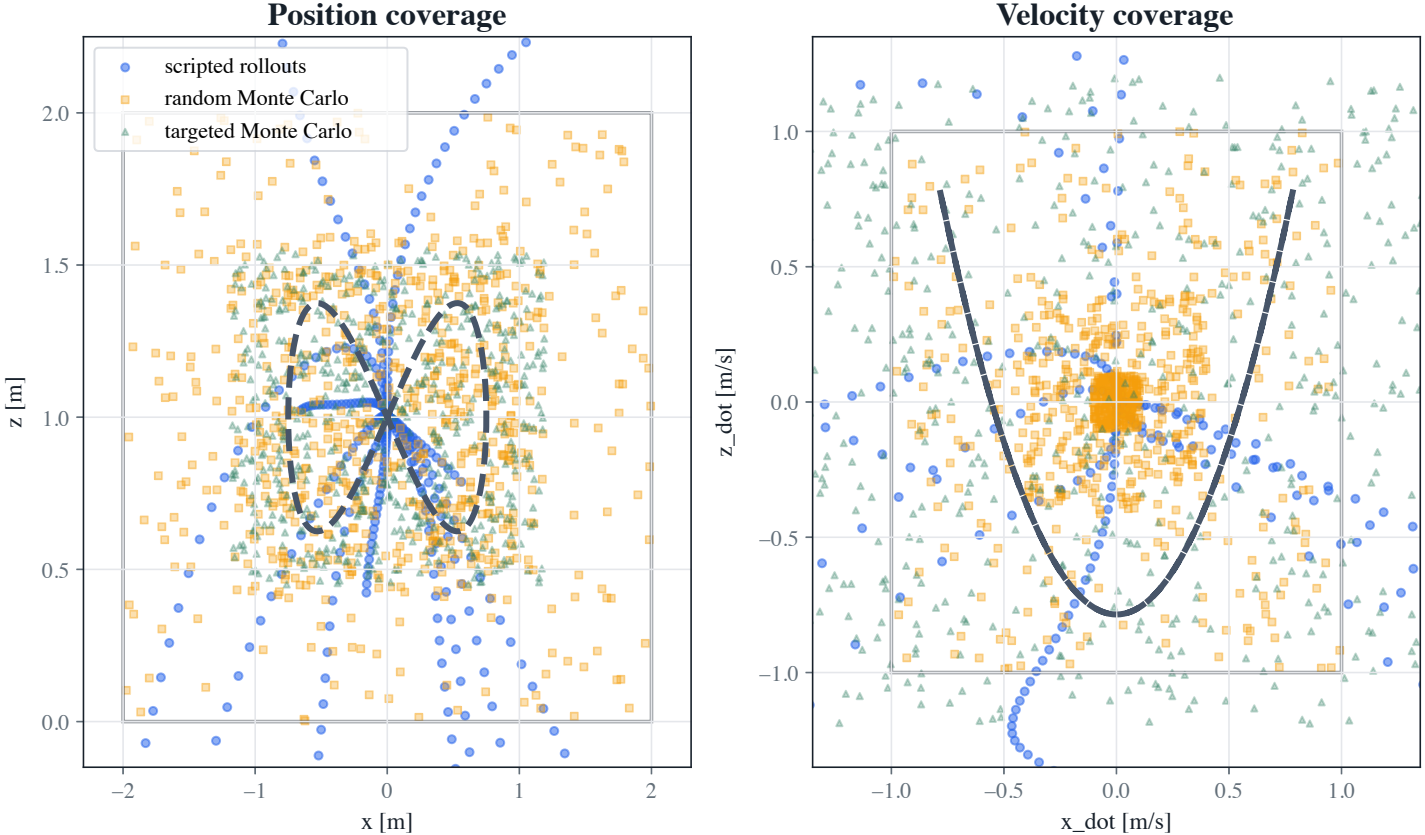 Position coverage
scripted rollouts
random Monte Carlo
targeted Monte Carlo
2.0
1.5
1.0
0.5
0.0
z [m]
−2
−1
0
1
2
x [m]
Velocity coverage
1.0
0.5
0.0
−0.5
−1.0
z_dot [m/s]
−1.0
−0.5
0.0
0.5
1.0
x_dot [m/s]